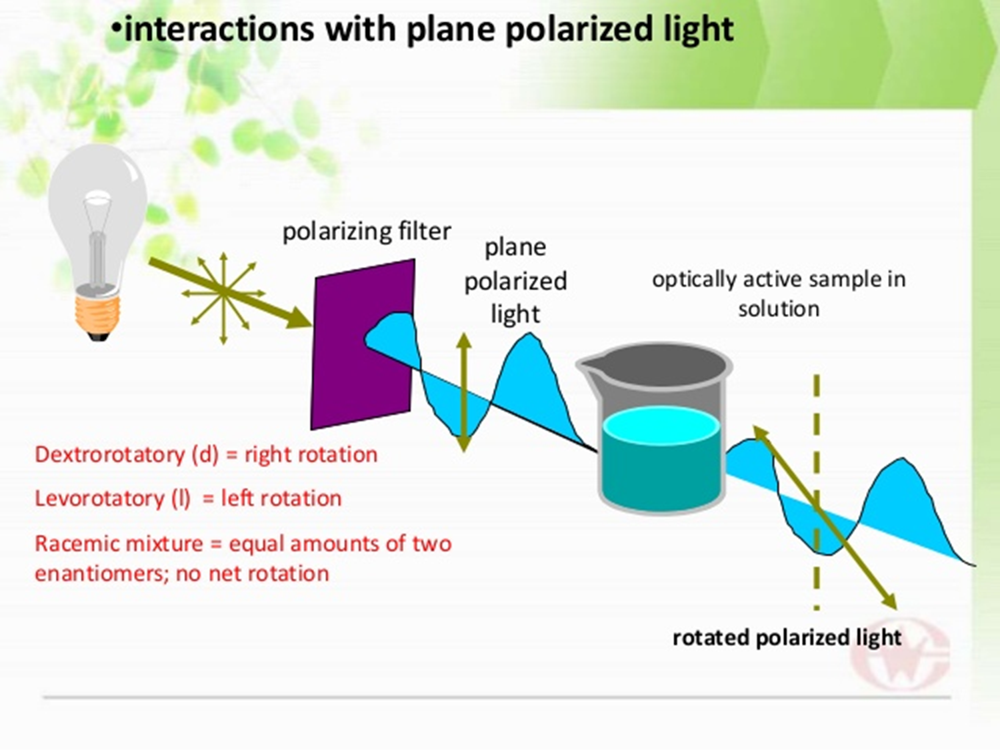 •interactions with plane polarized light
polarizing filter
plane
polarized
light
optically active sample in
solution
Dextrorotatory (d) = right rotation
Levorotatory (l) = left rotation
Racemic mixture = equal amounts of two
enantiomers; no net rotation
rotated polarized light